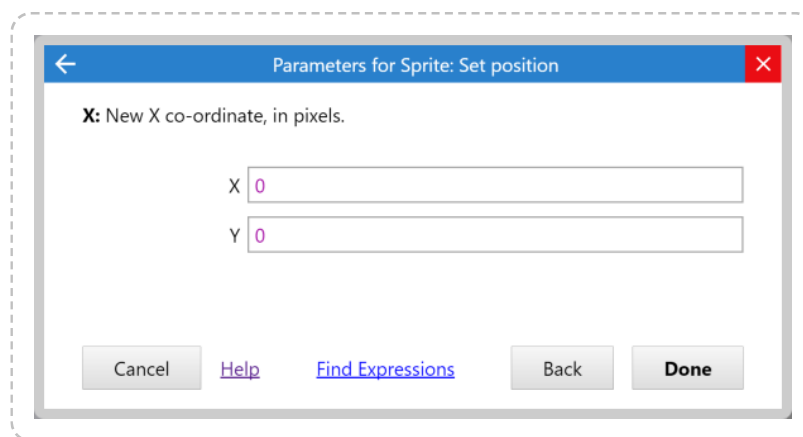 Parameters for Sprite: Set position
X: New X co-ordinate, in pixels.
X 0
Y 0
Cancel Help Find Expressions Back Done